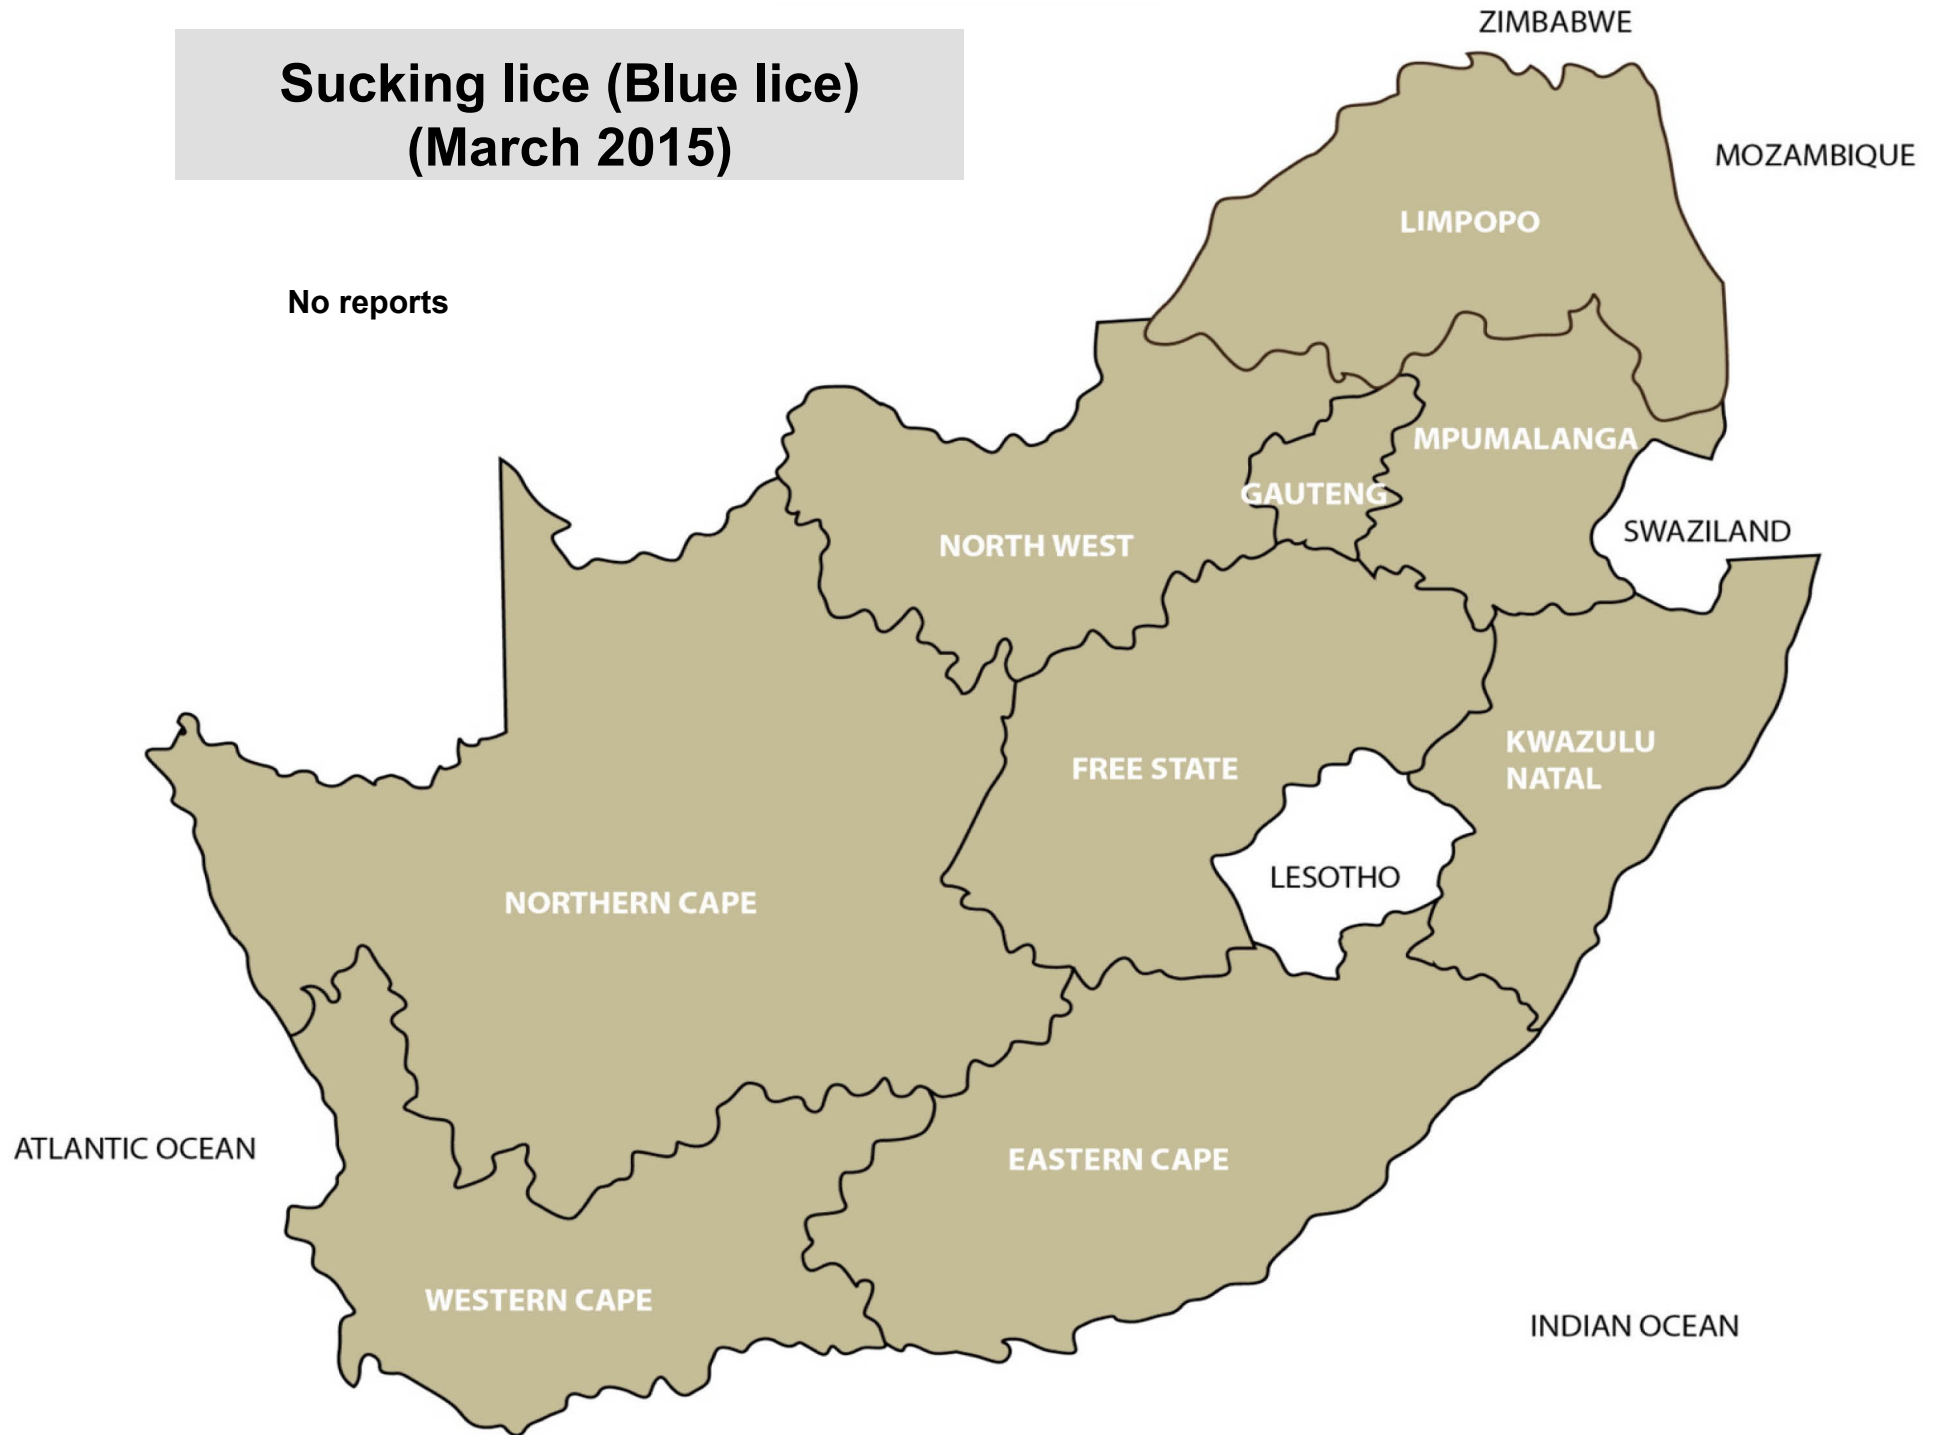 Sucking lice (Blue lice)
(March 2015)
ZIMBABWE
MOZAMBIQUE
LIMPOPO
No reports
MPUMALANGA
GAUTENG
NORTH WEST
SWAZILAND
KWAZULU
NATAL
FREE STATE
LESOTHO
NORTHERN CAPE
ATLANTIC OCEAN
EASTERN CAPE
WESTERN CAPE
INDIAN OCEAN